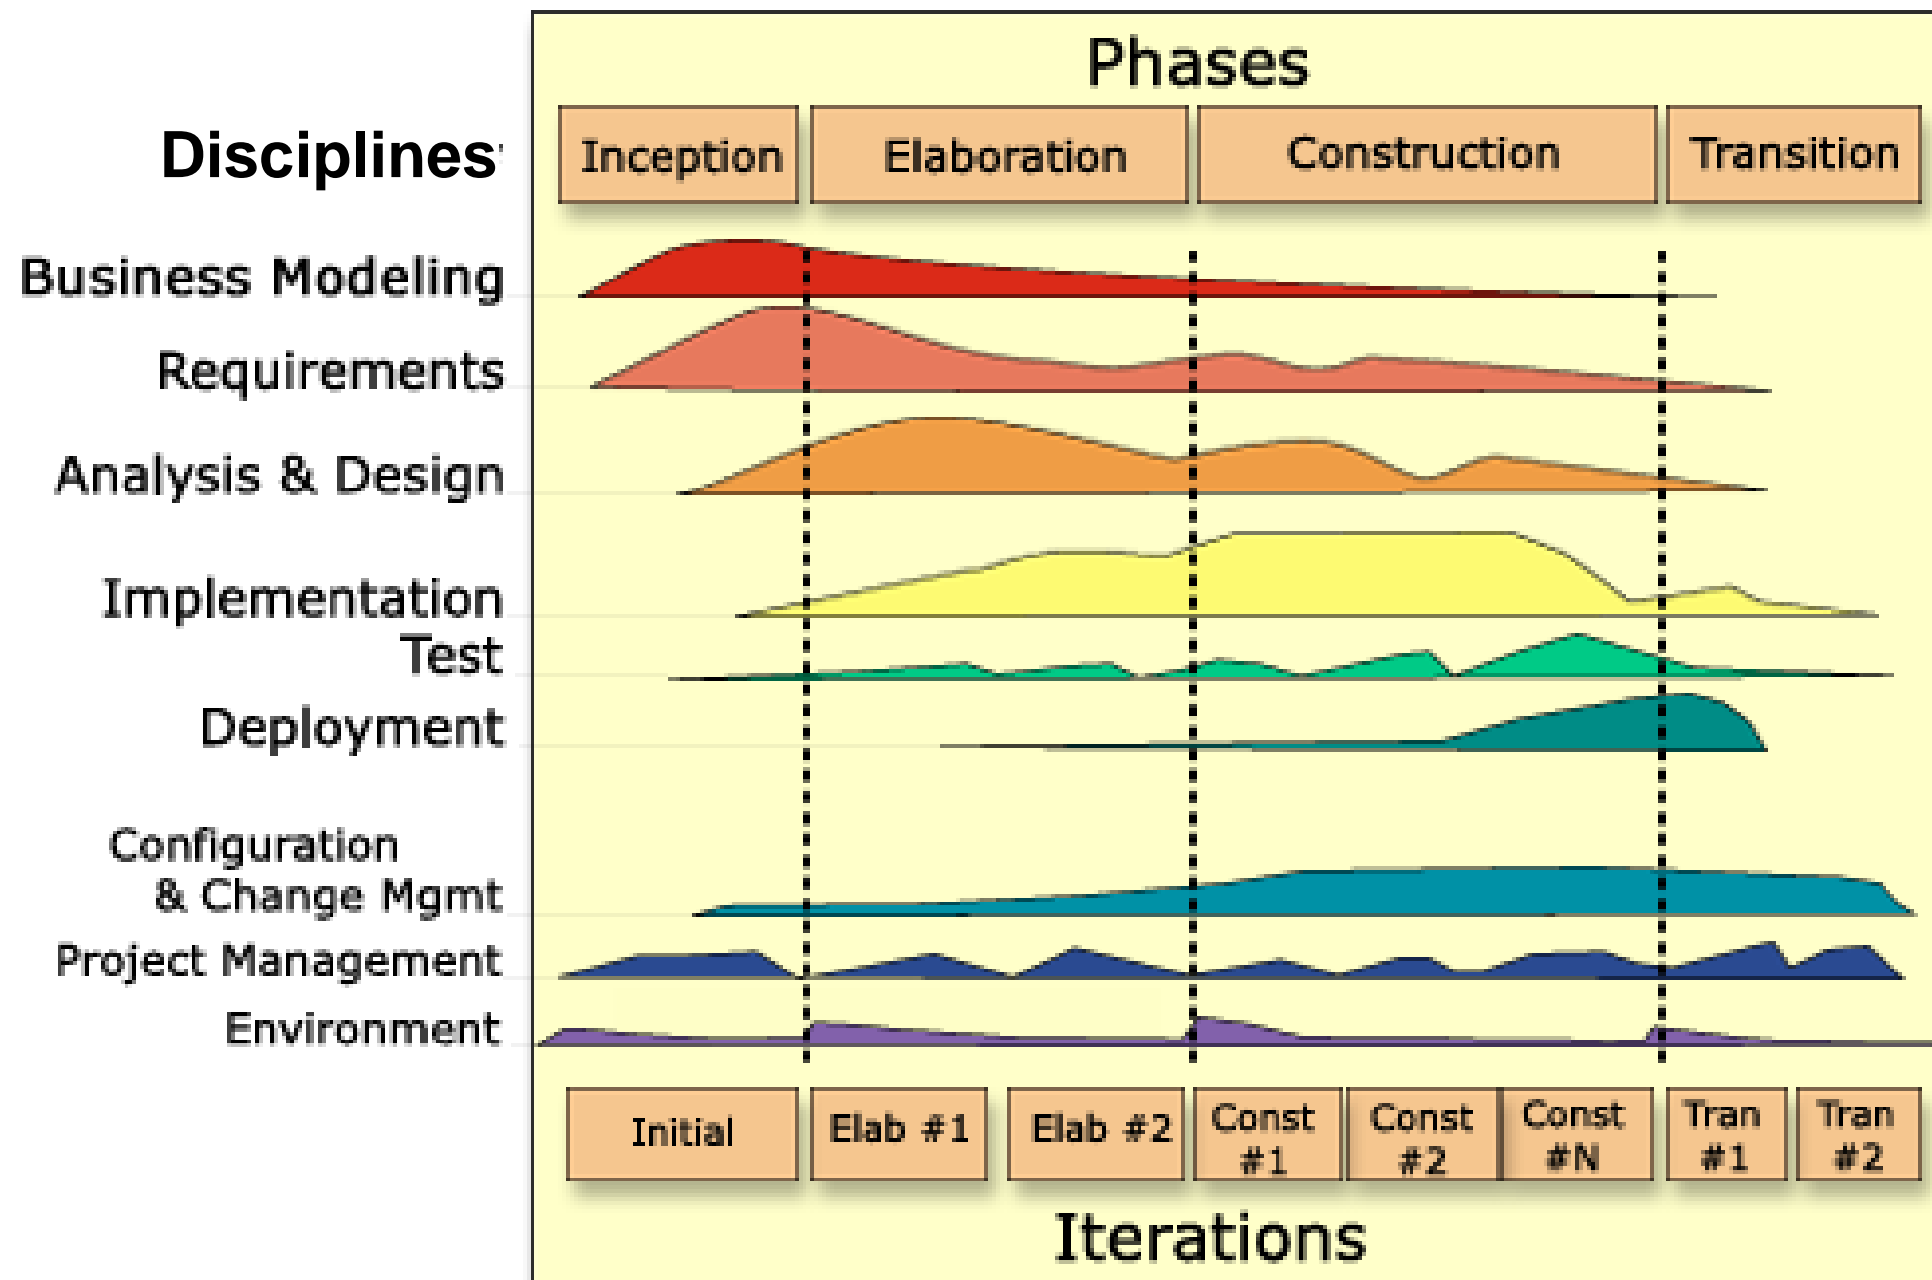 Phases
Disciplines
Inception
Elaboration
Construction
Transition
Business Modeling
Requirements
Analysis & Design
Implementation
Test
Deployment
Configuration
& Change Mgmt
Project Management
Environment
Initial
Elab #1
Elab #2
Const
#1
Const
#2
Const
#N
Tran
#1
Tran
#2
Iterations